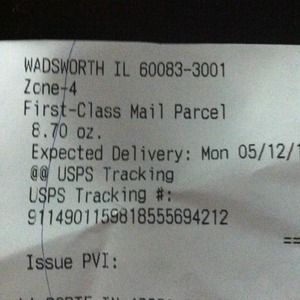 WADSWORTH IL 60083-3001
Zone-4
First-Class Mail Parcel
8.70 oz.
Expected Delivery: Mon 05/12/1
@@ USPS Tracking
USPS Tracking #:
9114901159818555694212
==
Issue PVI: